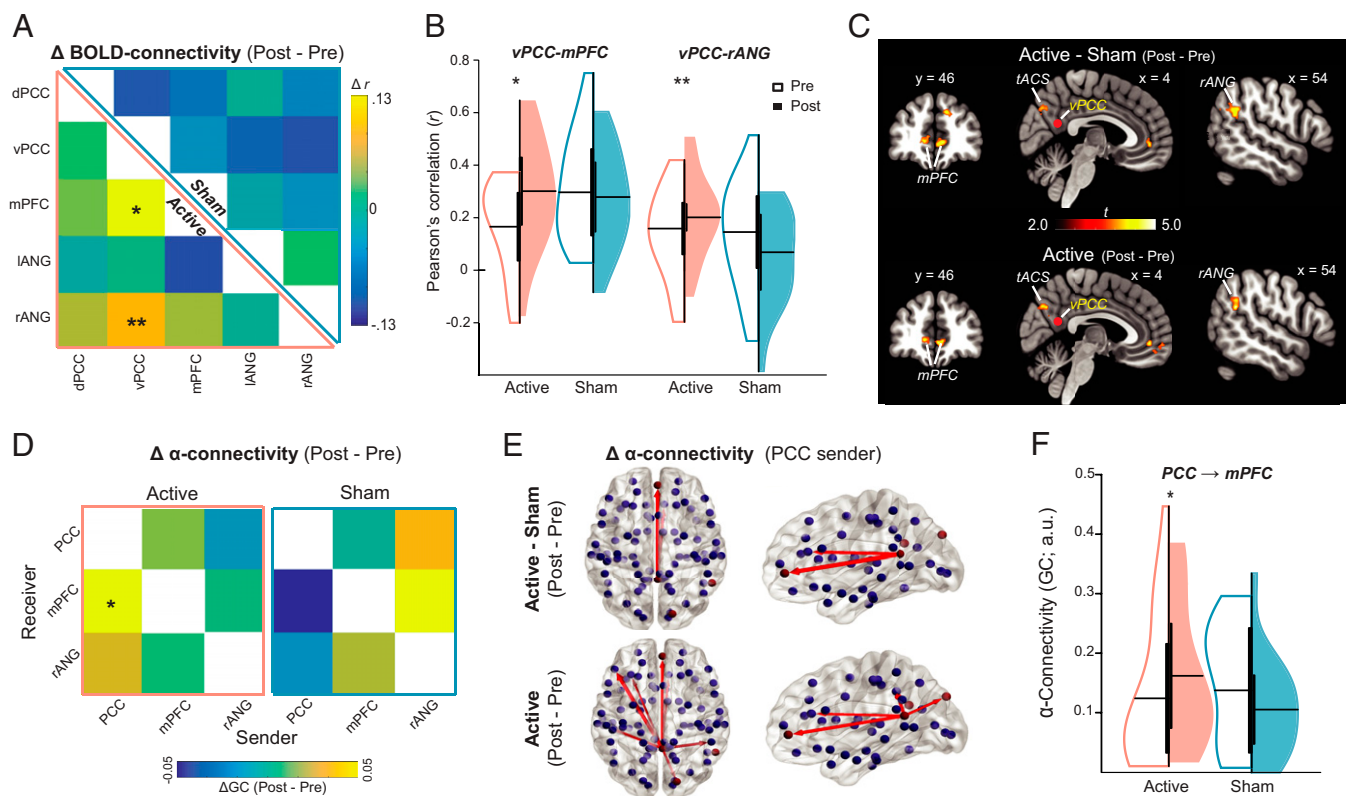 A
Δ BOLD-connectivity (Post - Pre)
dPCC
vPCC
mPFC
lANG
rANG
dPCC
vPCC
mPFC
lANG
rANG
Sham
Active
*
**
Δ r
.13
0
-.13
B
vPCC-mPFC
vPCC-rANG
Pearson's correlation (r)
0.8
0.6
0.4
0.2
0
-0.2
*
**
Pre
Post
Active
Sham
Active
Sham
C
Active - Sham (Post - Pre)
y = 46
tACS
x = 4
rANG
x = 54
vPCC
mPFC
t
2.0
5.0
Active (Post - Pre)
y = 46
tACS
x = 4
rANG
x = 54
vPCC
mPFC
D
Δ α-connectivity (Post - Pre)
Active
Sham
Receiver
PCC
mPFC
rANG
*
PCC
mPFC
rANG
PCC
mPFC
rANG
Sender
-0.05
0.05
ΔGC (Post - Pre)
E
Δ α-connectivity (PCC sender)
Active - Sham
(Post - Pre)
Active
(Post - Pre)
F
PCC → mPFC
α-Connectivity (GC; a.u.)
0.5
0.4
0.3
0.2
0.1
*
Active
Sham